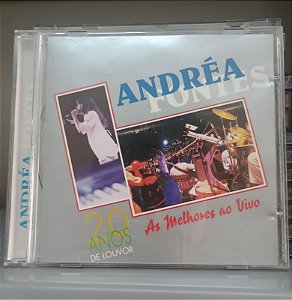 ANDRÉA
FONTES
20
ANOS
DE LOUVOR
As Melhores ao Vivo
ANDRÉA